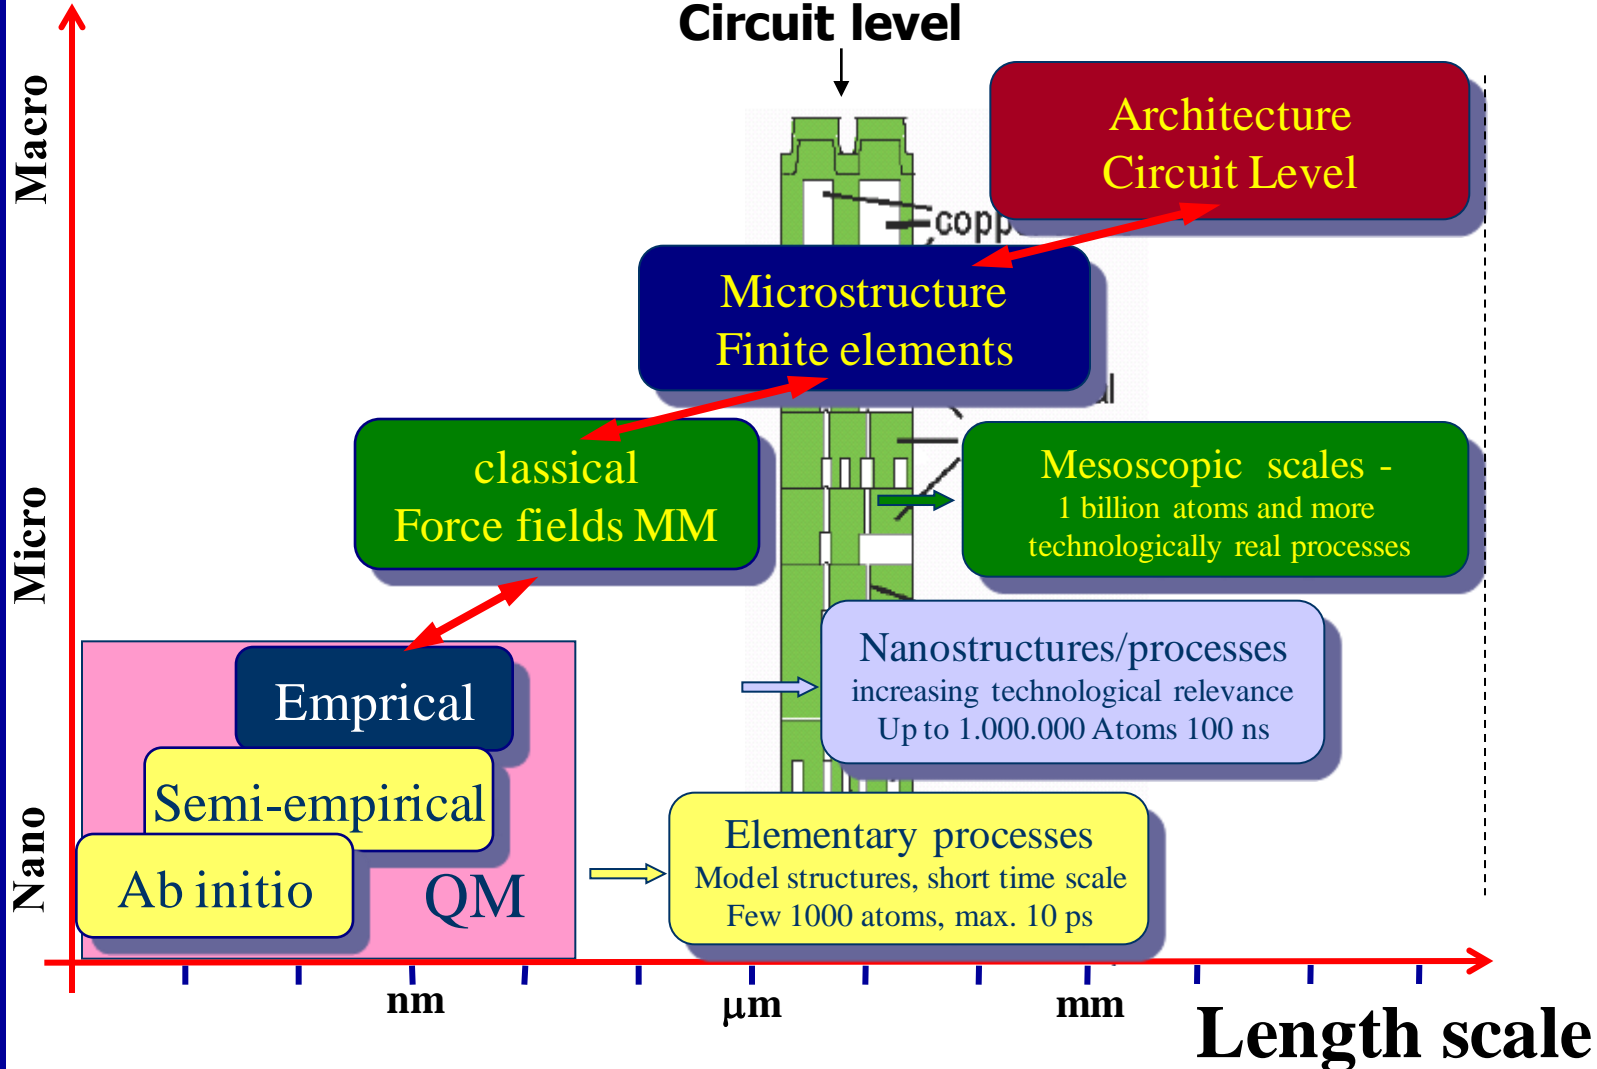 Circuit level
Macro
Architecture
Circuit Level
Microstructure
Finite elements
Micro
classical
Force fields MM
Mesoscopic scales -
1 billion atoms and more
technologically real processes
Nanostructures/processes
increasing technological relevance
Up to 1.000.000 Atoms 100 ns
Nano
Emprical
Semi-empirical
Ab initio
QM
Elementary processes
Model structures, short time scale
Few 1000 atoms, max. 10 ps
nm
µm
mm
Length scale